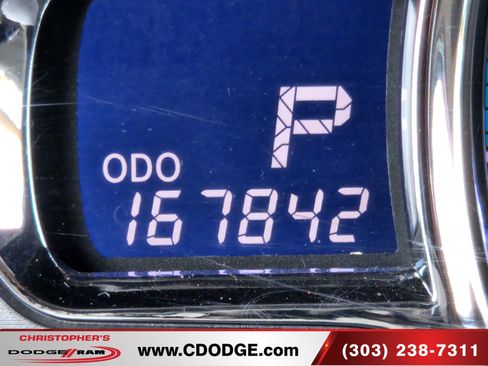 P
ODO
167842
CHRISTOPHER'S
DODGE RAM
www.CDODGE.com
(303) 238-7311